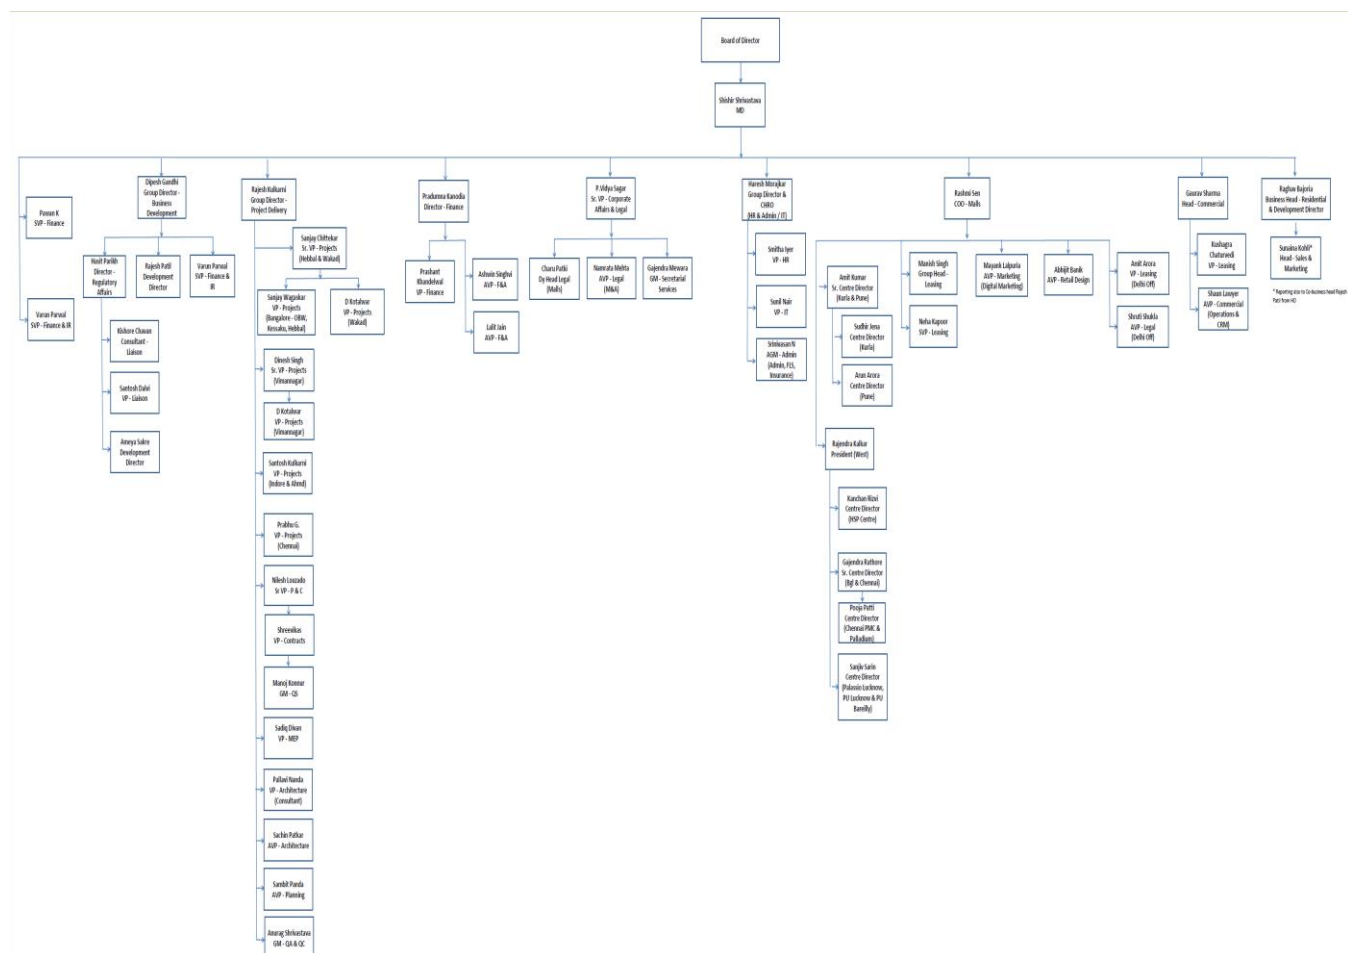 Board of Director
Shishir Shrivastava
MD
Pawan K
SVP - Finance
Varun Parwal
SVP - Finance & IR
Dipesh Gandhi
Group Director -
Business
Development
Hasit Parikh
Director -
Regulatory
Affairs
Rajesh Patil
Development
Director
Varun Parwal
SVP - Finance &
IR
Kishore Chavan
Consultant -
Liaison
Santosh Dalvi
VP - Liaison
Ameya Sakre
Development
Director
Rajesh Kulkarni
Group Director -
Project Delivery
Sanjay Chittekar
Sr. VP - Projects
(Hebbal & Wakad)
Sanjay Wagaskar
VP - Projects
(Bangalore - OBW,
Kessaku, Hebbal)
D Kotalwar
VP - Projects
(Wakad)
Dinesh Singh
Sr. VP - Projects
(Vimannagar)
D Kotalwar
VP - Projects
(Vimannagar)
Santosh Kulkarni
VP - Projects
(Indore & Ahmd)
Prabhu G.
VP - Projects
(Chennai)
Nilesh Louzado
Sr VP - P & C
Shreenikas
VP - Contracts
Manoj Konnur
GM - QS
Sadiq Divan
VP - MEP
Pallavi Nanda
VP - Architecture
(Consultant)
Sachin Patkar
AVP - Architecture
Sambit Panda
AVP - Planning
Anurag Shrivastava
GM - QA & QC
Pradumna Kanodia
Director - Finance
Prashant
Khandelwal
VP - Finance
Ashwin Singhvi
AVP - F&A
Lalit Jain
AVP - F&A
P. Vidya Sagar
Sr. VP - Corporate
Affairs & Legal
Charu Patki
Dy Head Legal
(Malls)
Namrata Mehta
AVP - Legal
(M&A)
Gajendra Mewara
GM - Secretarial
Services
Haresh Morajkar
Group Director &
CHRO
(HR & Admin / IT)
Smitha Iyer
VP - HR
Sunil Nair
VP - IT
Srinivasan N
AGM - Admin
(Admin, FLS,
Insurance)
Rashmi Sen
COO - Malls
Amit Kumar
Sr. Centre Director
(Kurla & Pune)
Sudhir Jena
Centre Director
(Kurla)
Arun Arora
Centre Director
(Pune)
Rajendra Kalkar
President (West)
Kanchan Rizvi
Centre Director
(HSP Centre)
Gajendra Rathore
Sr. Centre Director
(Bgl & Chennai)
Pooja Patti
Centre Director
(Chennai PMC &
Palladium)
Sanjiv Sarin
Centre Director
(Palassio Lucknow,
PU Lucknow & PU
Bareilly)
Manish Singh
Group Head -
Leasing
Neha Kapoor
SVP - Leasing
Mayank Lalpuria
AVP - Marketing
(Digital Marketing)
Abhijit Banik
AVP - Retail Design
Amit Arora
VP - Leasing
(Delhi Off)
Shruti Shukla
AVP - Legal
(Delhi Off)
Gaurav Sharma
Head - Commercial
Kushagra
Chaturvedi
VP - Leasing
Shaun Lawyer
AVP - Commercial
(Operations &
CRM)
Raghav Bajoria
Business Head - Residential
& Development Director
Sunaina Kohli*
Head - Sales &
Marketing
* Reporting also to Co-business head Rajesh
Patil from HO